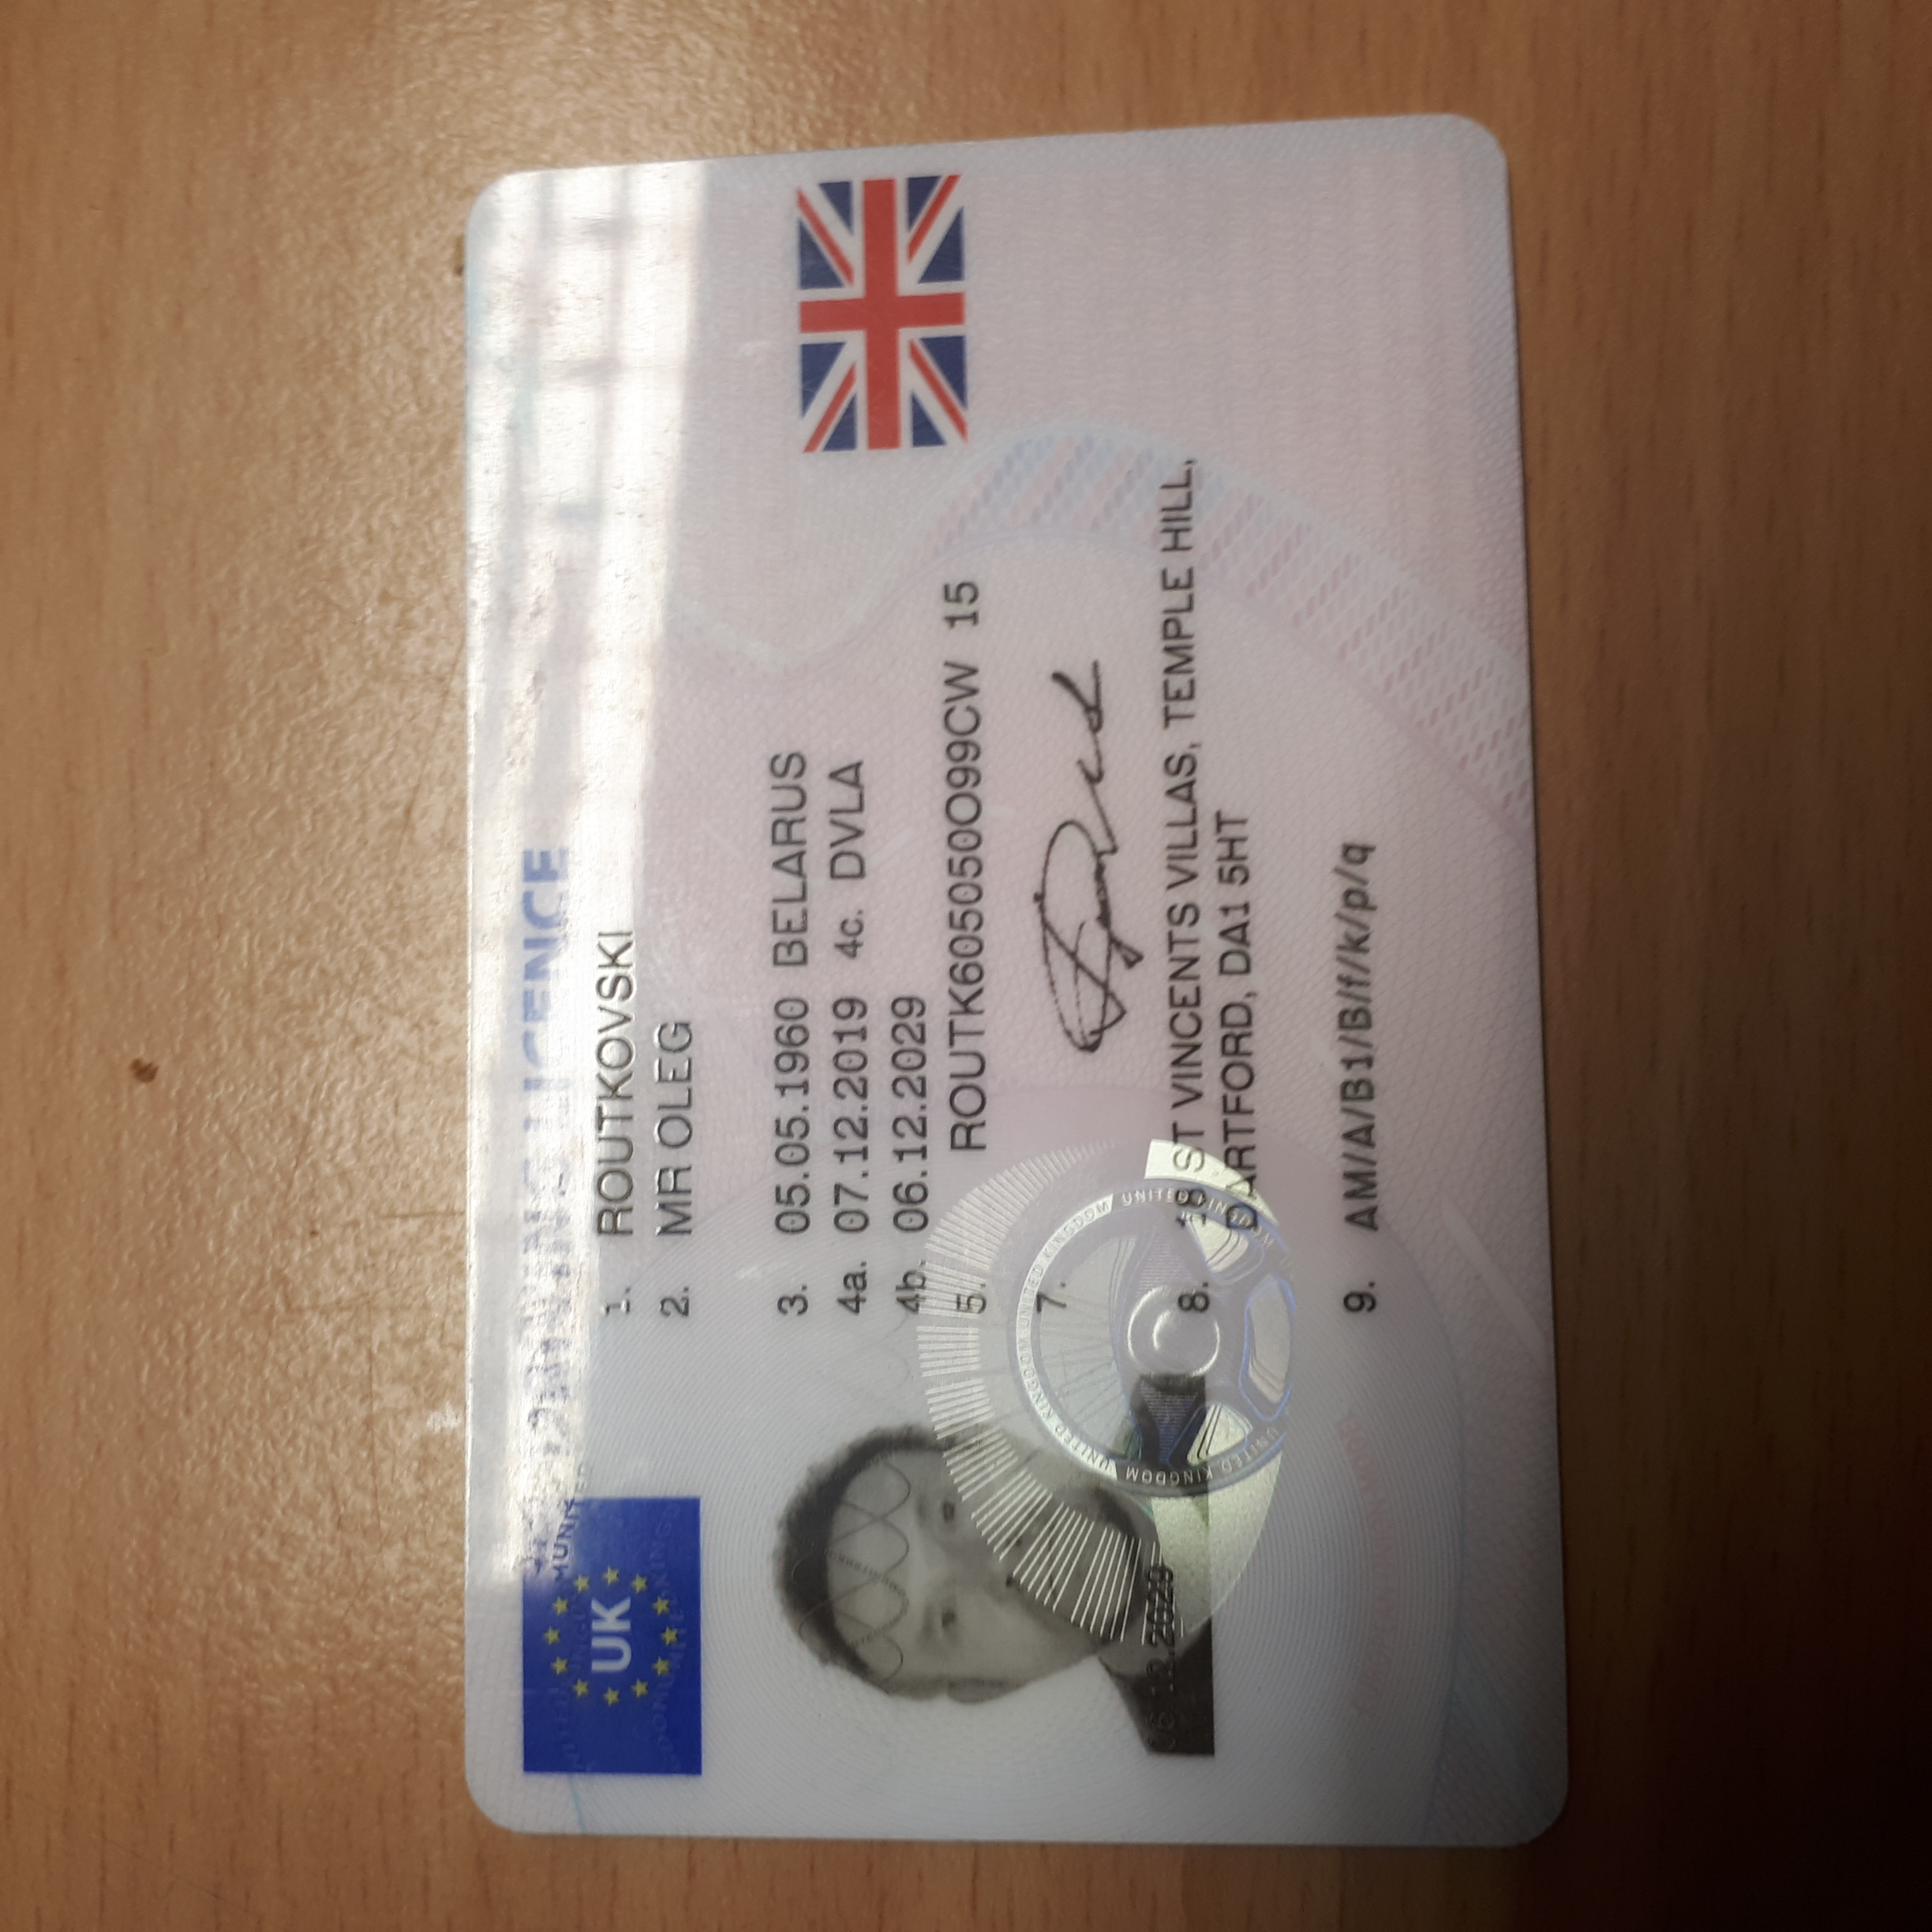 UK
DRIVING LICENCE
1. ROUTKOVSKI
2. MR OLEG
3. 05.05.1960 BELARUS
4a. 07.12.2019 4c. DVLA
4b. 06.12.2029
5. ROUTK605050O99CW 15
7.
8. ST VINCENTS VILLAS, TEMPLE HILL,
DARTFORD, DA1 5HT
9. AM/A/B1/B/f/k/p/q
06.12.2029
UNITED KINGDOM UNITED KINGDOM UNITED KINGDOM